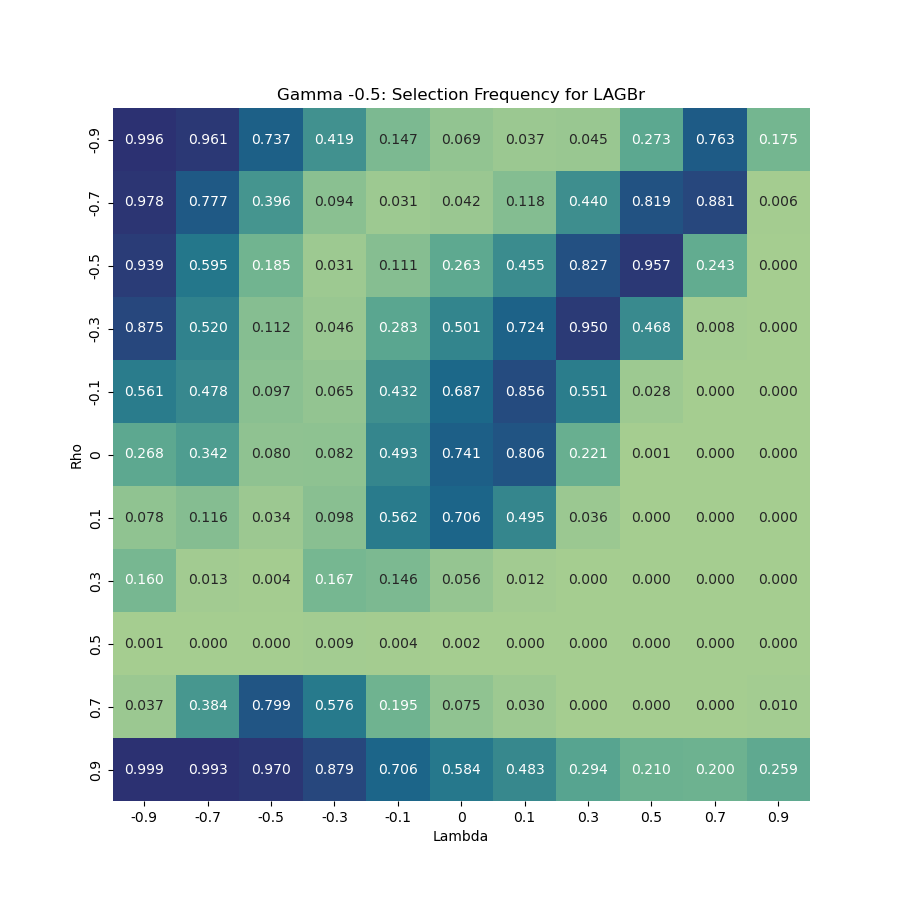 Gamma -0.5: Selection Frequency for LAGBr
-0.9 0.996 0.961 0.737 0.419 0.147 0.069 0.037 0.045 0.273 0.763 0.175
-0.7 0.978 0.777 0.396 0.094 0.031 0.042 0.118 0.440 0.819 0.881 0.006
-0.5 0.939 0.595 0.185 0.031 0.111 0.263 0.455 0.827 0.957 0.243 0.000
-0.3 0.875 0.520 0.112 0.046 0.283 0.501 0.724 0.950 0.468 0.008 0.000
-0.1 0.561 0.478 0.097 0.065 0.432 0.687 0.856 0.551 0.028 0.000 0.000
Rho
0 0.268 0.342 0.080 0.082 0.493 0.741 0.806 0.221 0.001 0.000 0.000
0.1 0.078 0.116 0.034 0.098 0.562 0.706 0.495 0.036 0.000 0.000 0.000
0.3 0.160 0.013 0.004 0.167 0.146 0.056 0.012 0.000 0.000 0.000 0.000
0.5 0.001 0.000 0.000 0.009 0.004 0.002 0.000 0.000 0.000 0.000 0.000
0.7 0.037 0.384 0.799 0.576 0.195 0.075 0.030 0.000 0.000 0.000 0.010
0.9 0.999 0.993 0.970 0.879 0.706 0.584 0.483 0.294 0.210 0.200 0.259
-0.9 -0.7 -0.5 -0.3 -0.1 0 0.1 0.3 0.5 0.7 0.9
Lambda